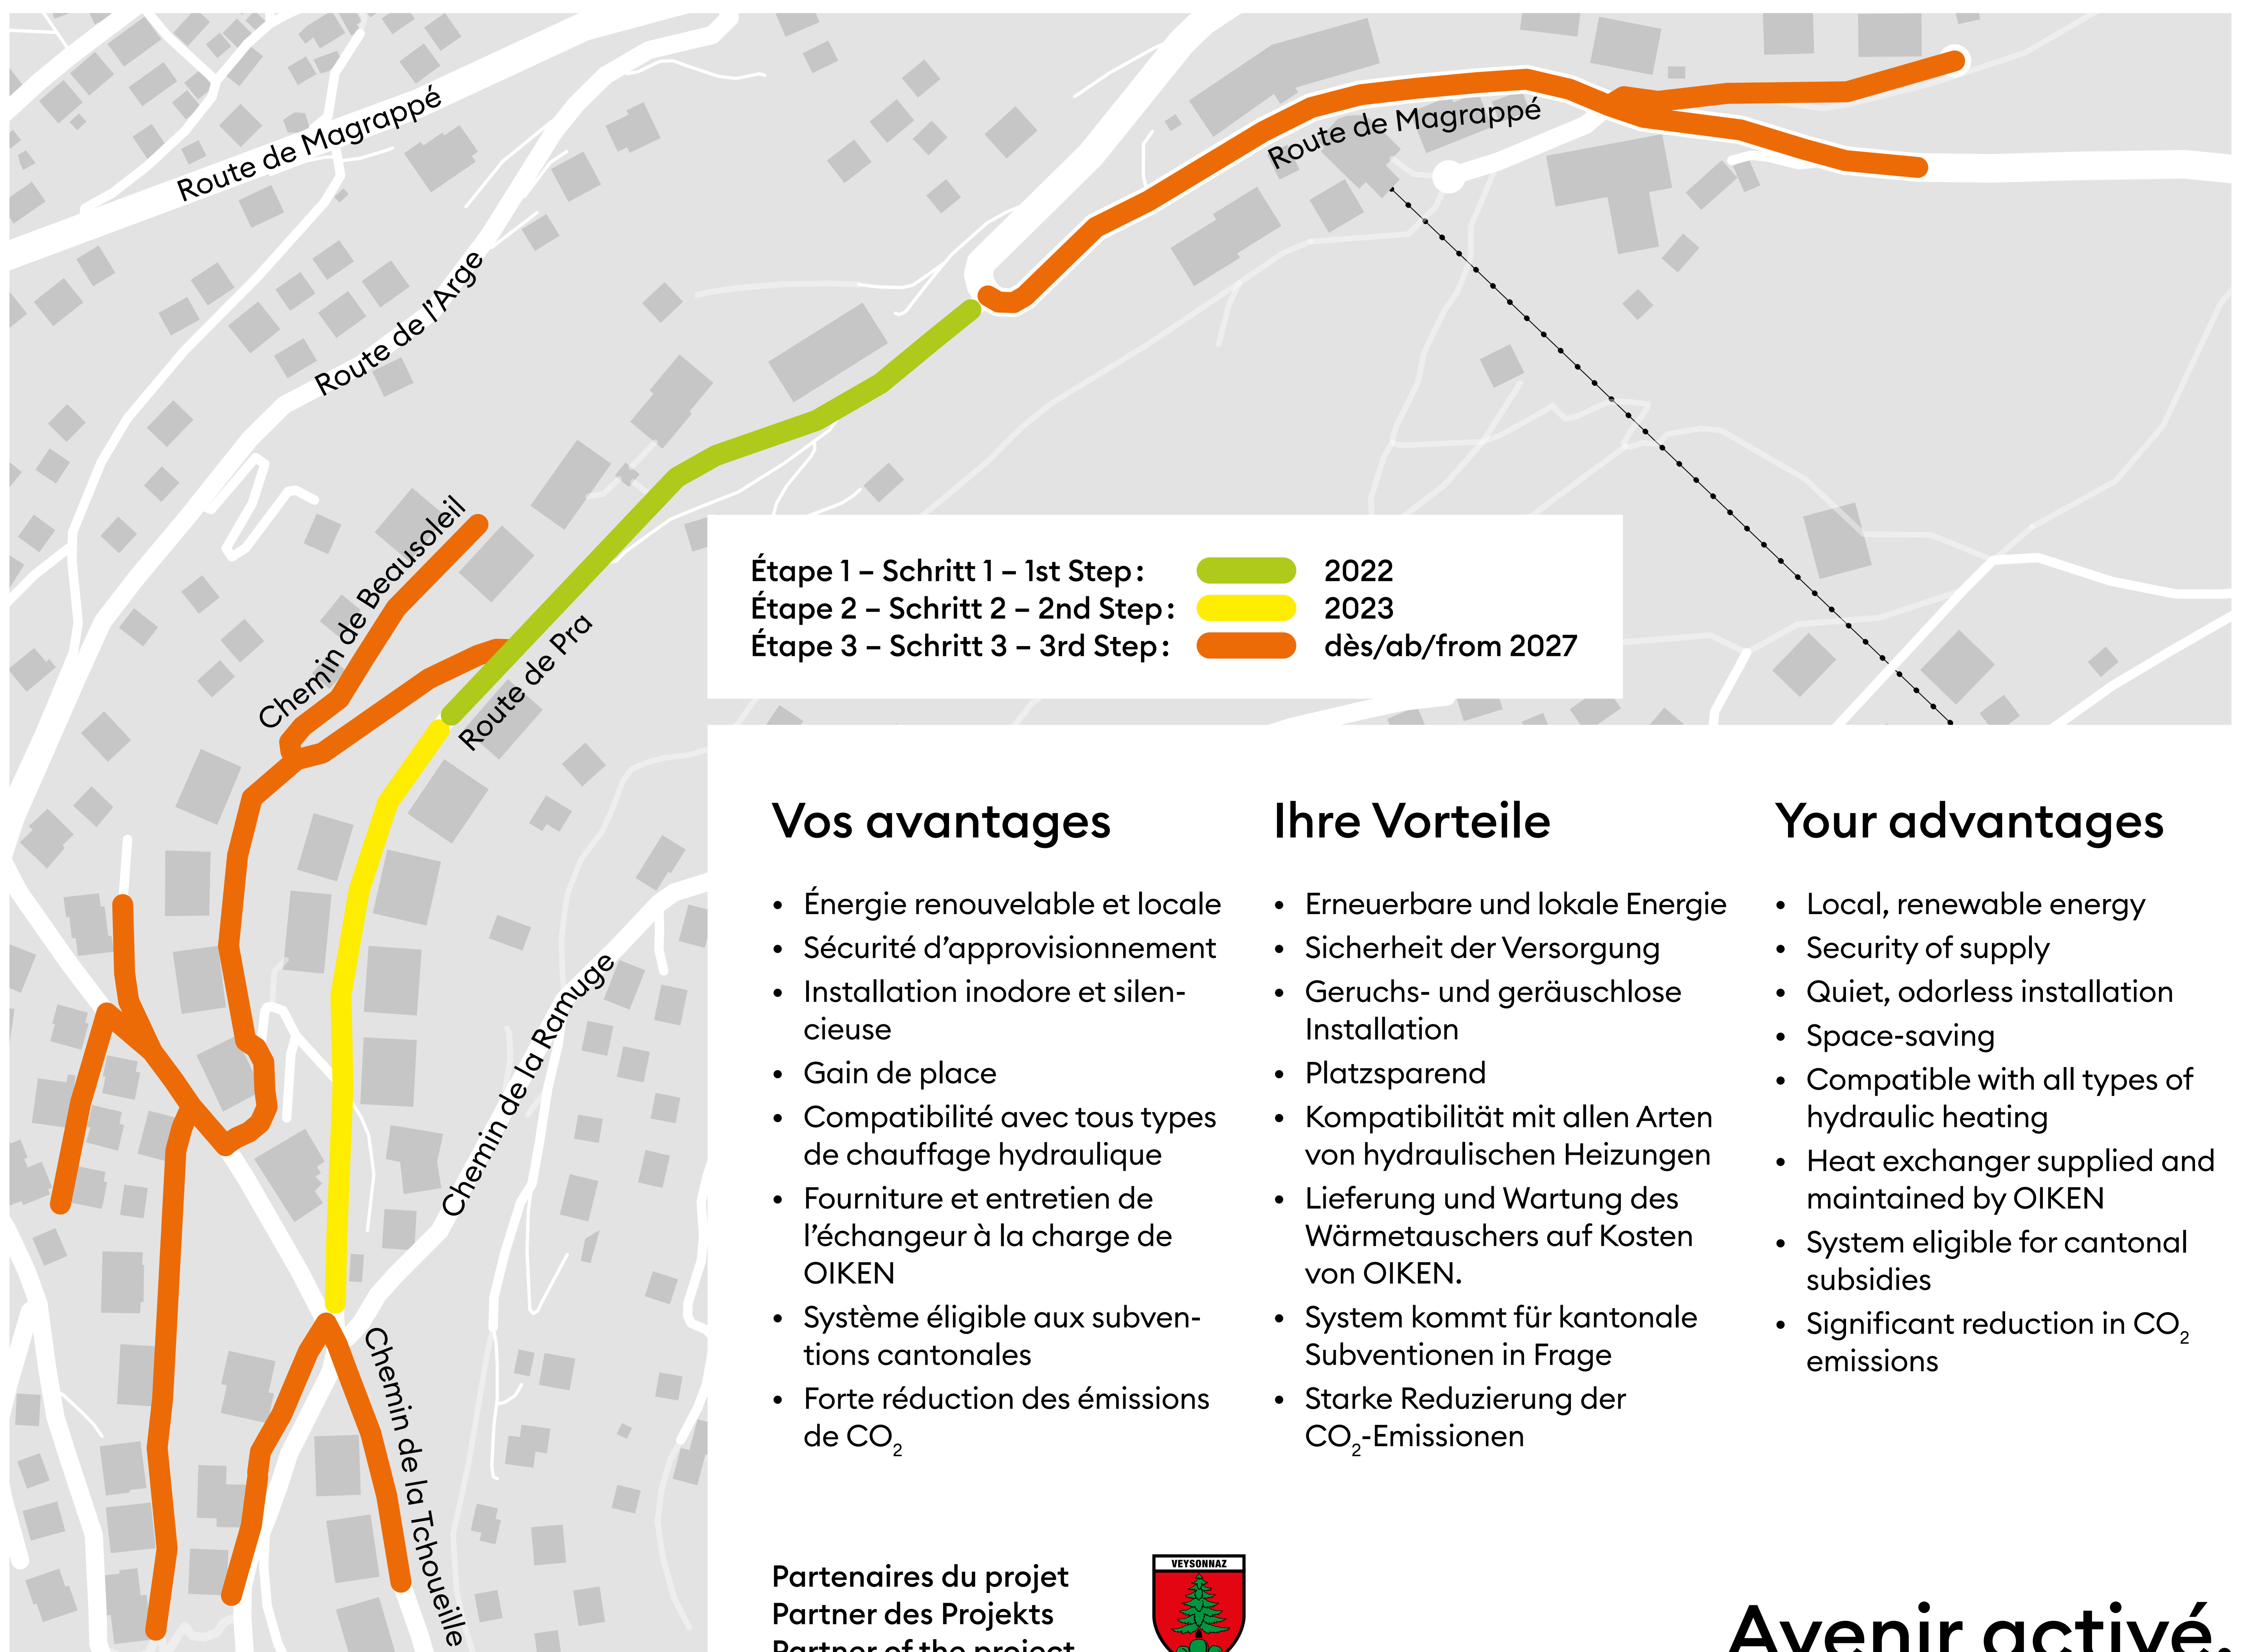 Route de Magrappé
Route de Magrappé
Route de l'Arge
Chemin de Beausoleil
Route de Pra
Chemin de la Ramuge
Chemin de la Tchoueille
Étape 1 – Schritt 1 – 1st Step: 2022
Étape 2 – Schritt 2 – 2nd Step: 2023
Étape 3 – Schritt 3 – 3rd Step: dès/ab/from 2027
Vos avantages
• Énergie renouvelable et locale
• Sécurité d’approvisionnement
• Installation inodore et silen-
cieuse
• Gain de place
• Compatibilité avec tous types
de chauffage hydraulique
• Fourniture et entretien de
l’échangeur à la charge de
OIKEN
• Système éligible aux subven-
tions cantonales
• Forte réduction des émissions
de CO₂
Ihre Vorteile
• Erneuerbare und lokale Energie
• Sicherheit der Versorgung
• Geruchs- und geräuschlose
Installation
• Platzsparend
• Kompatibilität mit allen Arten
von hydraulischen Heizungen
• Lieferung und Wartung des
Wärmetauschers auf Kosten
von OIKEN.
• System kommt für kantonale
Subventionen in Frage
• Starke Reduzierung der
CO₂-Emissionen
Your advantages
• Local, renewable energy
• Security of supply
• Quiet, odorless installation
• Space-saving
• Compatible with all types of
hydraulic heating
• Heat exchanger supplied and
maintained by OIKEN
• System eligible for cantonal
subsidies
• Significant reduction in CO₂
emissions
Partenaires du projet
Partner des Projekts
Partner of the project
VEYSONNAZ
Avenir activé.